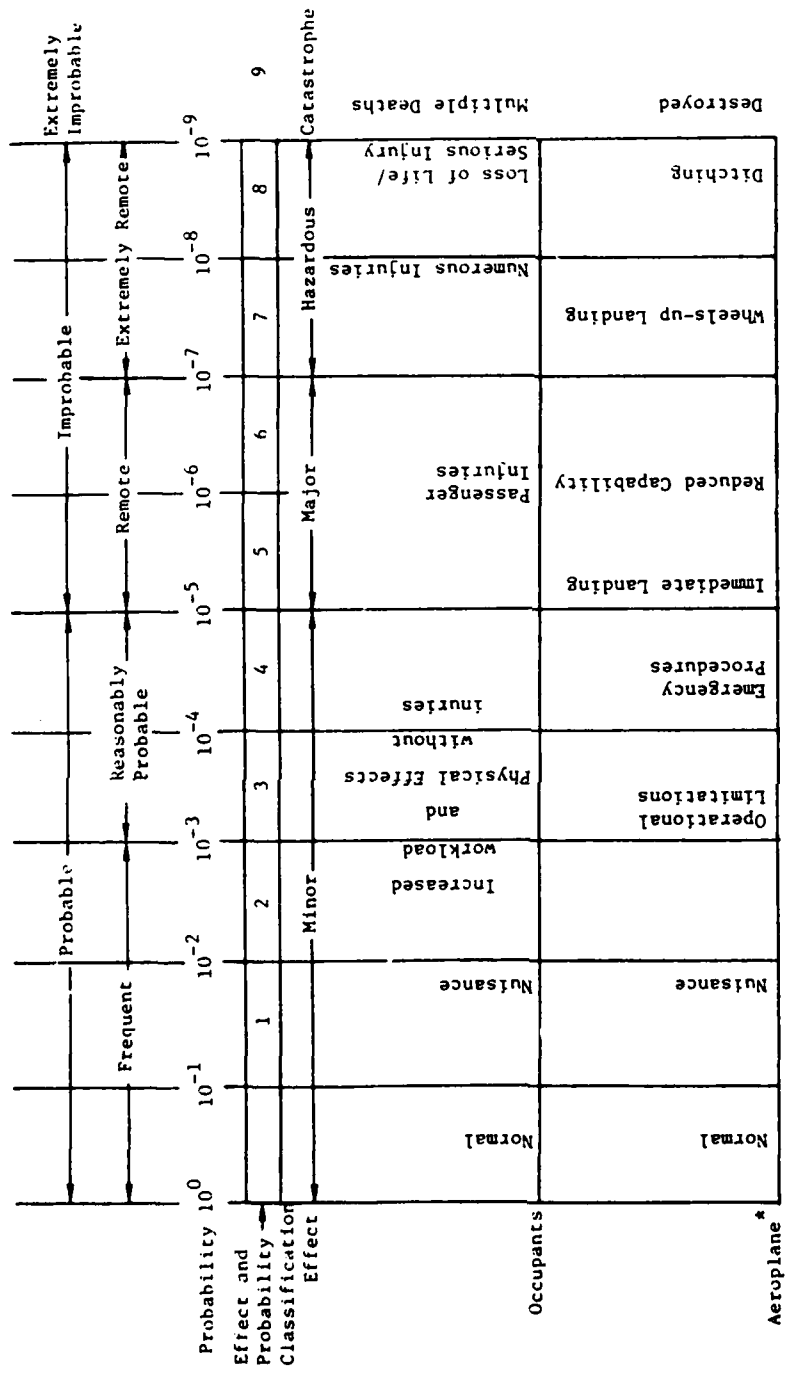 Probable
Improbable
Extremely
Improbable
Frequent
Reasonably
Probable
Remote
Extremely Remote
Probability
10⁰
10⁻¹
10⁻²
10⁻³
10⁻⁴
10⁻⁵
10⁻⁶
10⁻⁷
10⁻⁸
10⁻⁹
Effect and
Probability
Classification
1
2
3
4
5
6
7
8
9
Effect
Minor
Major
Hazardous
Catastrophe
Occupants
Normal
Nuisance
Increased
workload
and
Physical Effects
without
inuries
Passenger
Injuries
Numerous Injuries
Loss of Life/
Serious Injury
Multiple Deaths
Aeroplane*
Normal
Nuisance
Operational
Limitations
Emergency
Procedures
Immediate Landing
Reduced Capability
Wheels-up Landing
Ditching
Destroyed